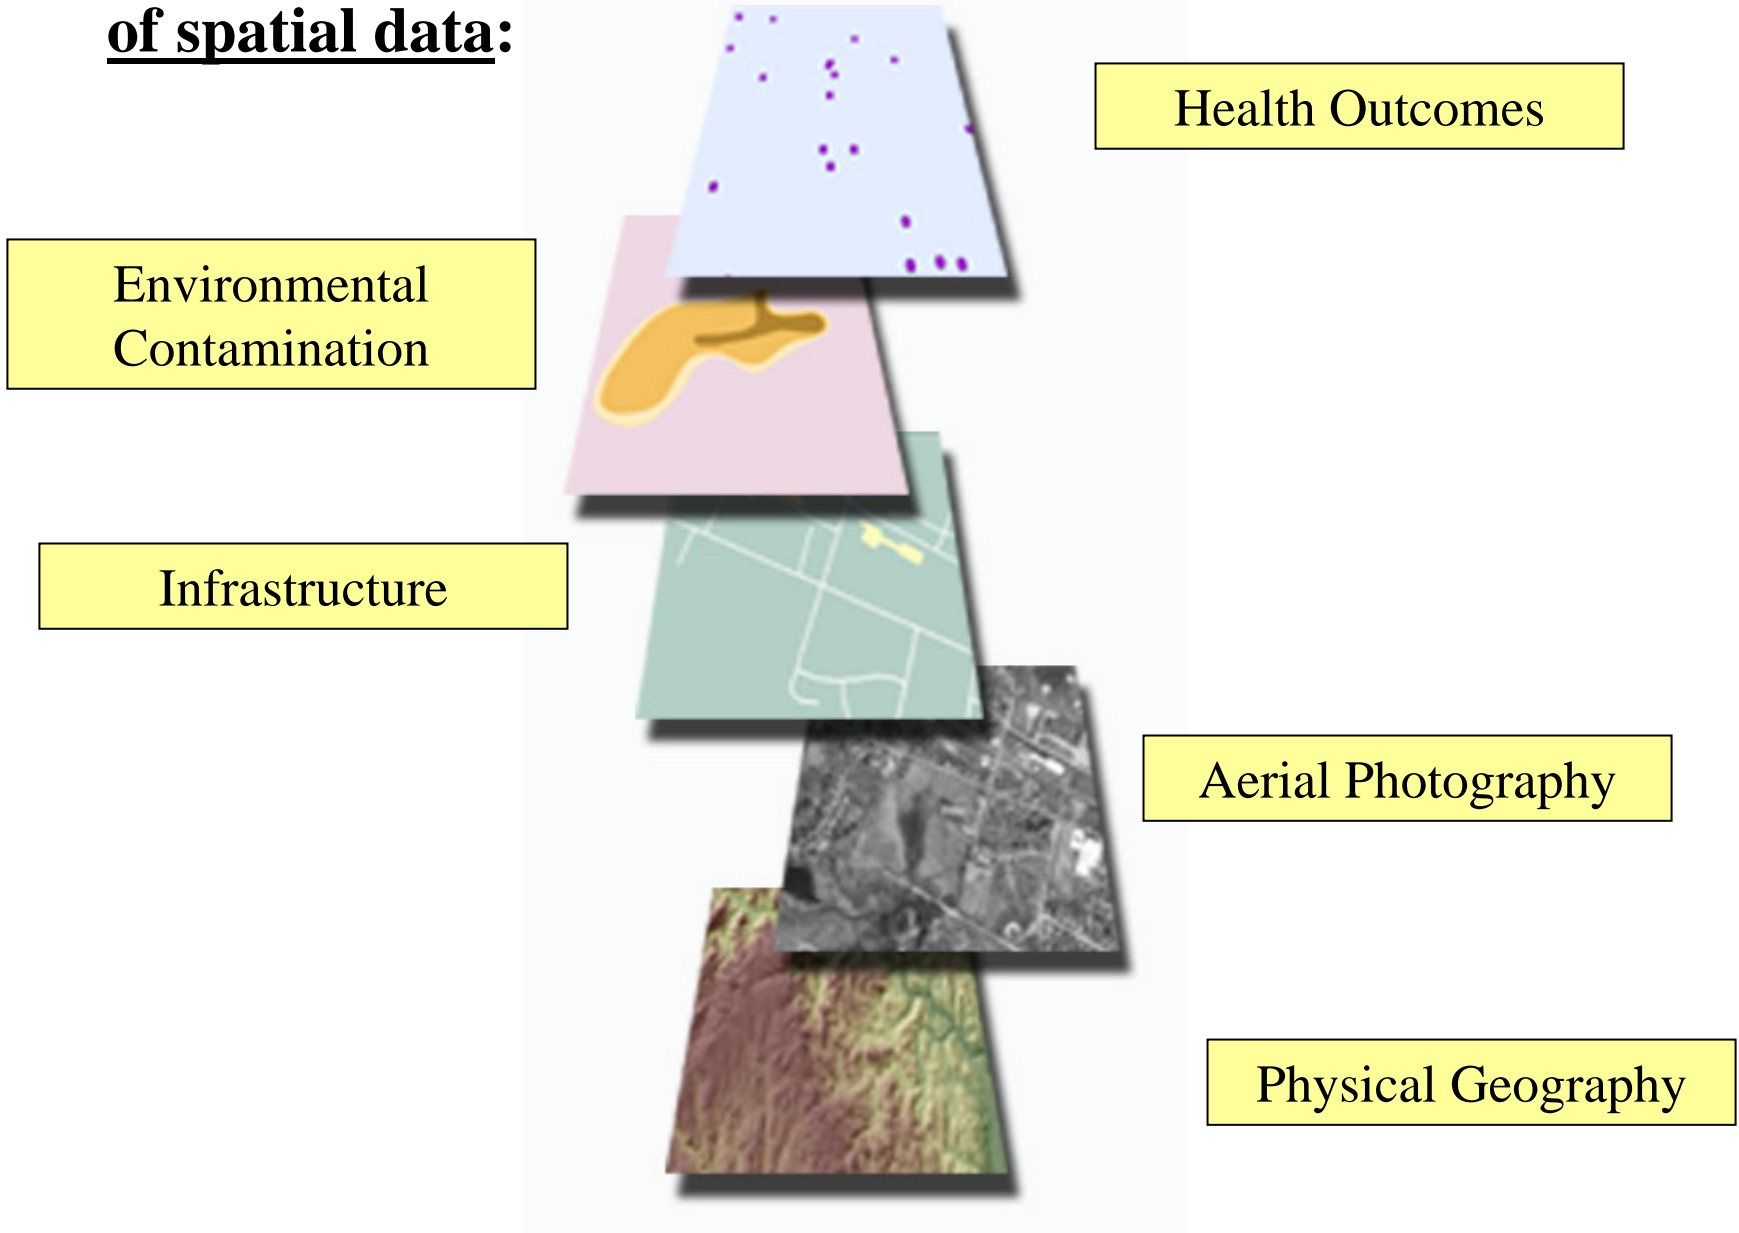 of spatial data:
Health Outcomes
Environmental
Contamination
Infrastructure
Aerial Photography
Physical Geography